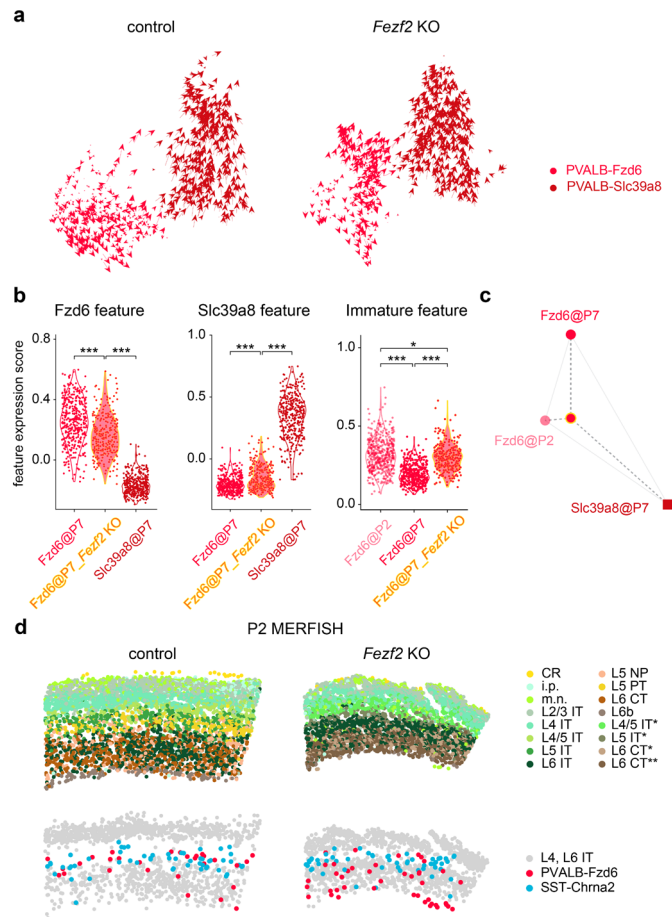 a
control
Fezf2 KO
PVALB-Fzd6
PVALB-Slc39a8
b
Fzd6 feature
Slc39a8 feature
Immature feature
feature expression score
0.8
0.4
0.0
***
***
1.0
0.5
0.0
***
***
1.0
0.5
0.0
*
***
***
Fzd6@P7
Fzd6@P7_Fezf2 KO
Slc39a8@P7
Fzd6@P7
Fzd6@P7_Fezf2 KO
Slc39a8@P7
Fzd6@P2
Fzd6@P7
Fzd6@P7_Fezf2 KO
c
Fzd6@P7
Fzd6@P2
Slc39a8@P7
d
P2 MERFISH
control
Fezf2 KO
CR
i.p.
m.n.
L2/3 IT
L4 IT
L4/5 IT
L5 IT
L6 IT
L5 NP
L5 PT
L6 CT
L6b
L4/5 IT*
L5 IT*
L6 CT*
L6 CT**
L4, L6 IT
PVALB-Fzd6
SST-Chrna2